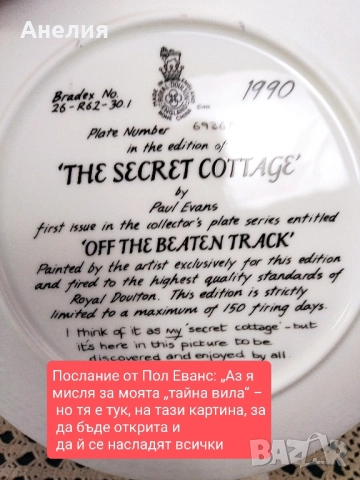 Анелия
Bradex No.
26-R62-30.1
MADE IN ENGLAND
1990
Plate Number
in the edition of
'THE SECRET COTTAGE'
by
Paul Evans
first issue in the collector's plate series entitled
'OFF THE BEATEN TRACK'
Painted by the artist exclusively for this edition
and fired to the highest quality standards of
Royal Doulton. This edition is strictly
limited to a maximum of 150 firing days.
I think of it as my 'secret cottage' - but
it's here in this picture to be
discovered and enjoyed by all.
Послание от Пол Еванс: „Аз я
мисля за моята „тайна вила“ –
но тя е тук, на тази картина, за
да бъде открита и
да й се насладят всички
BAZAR